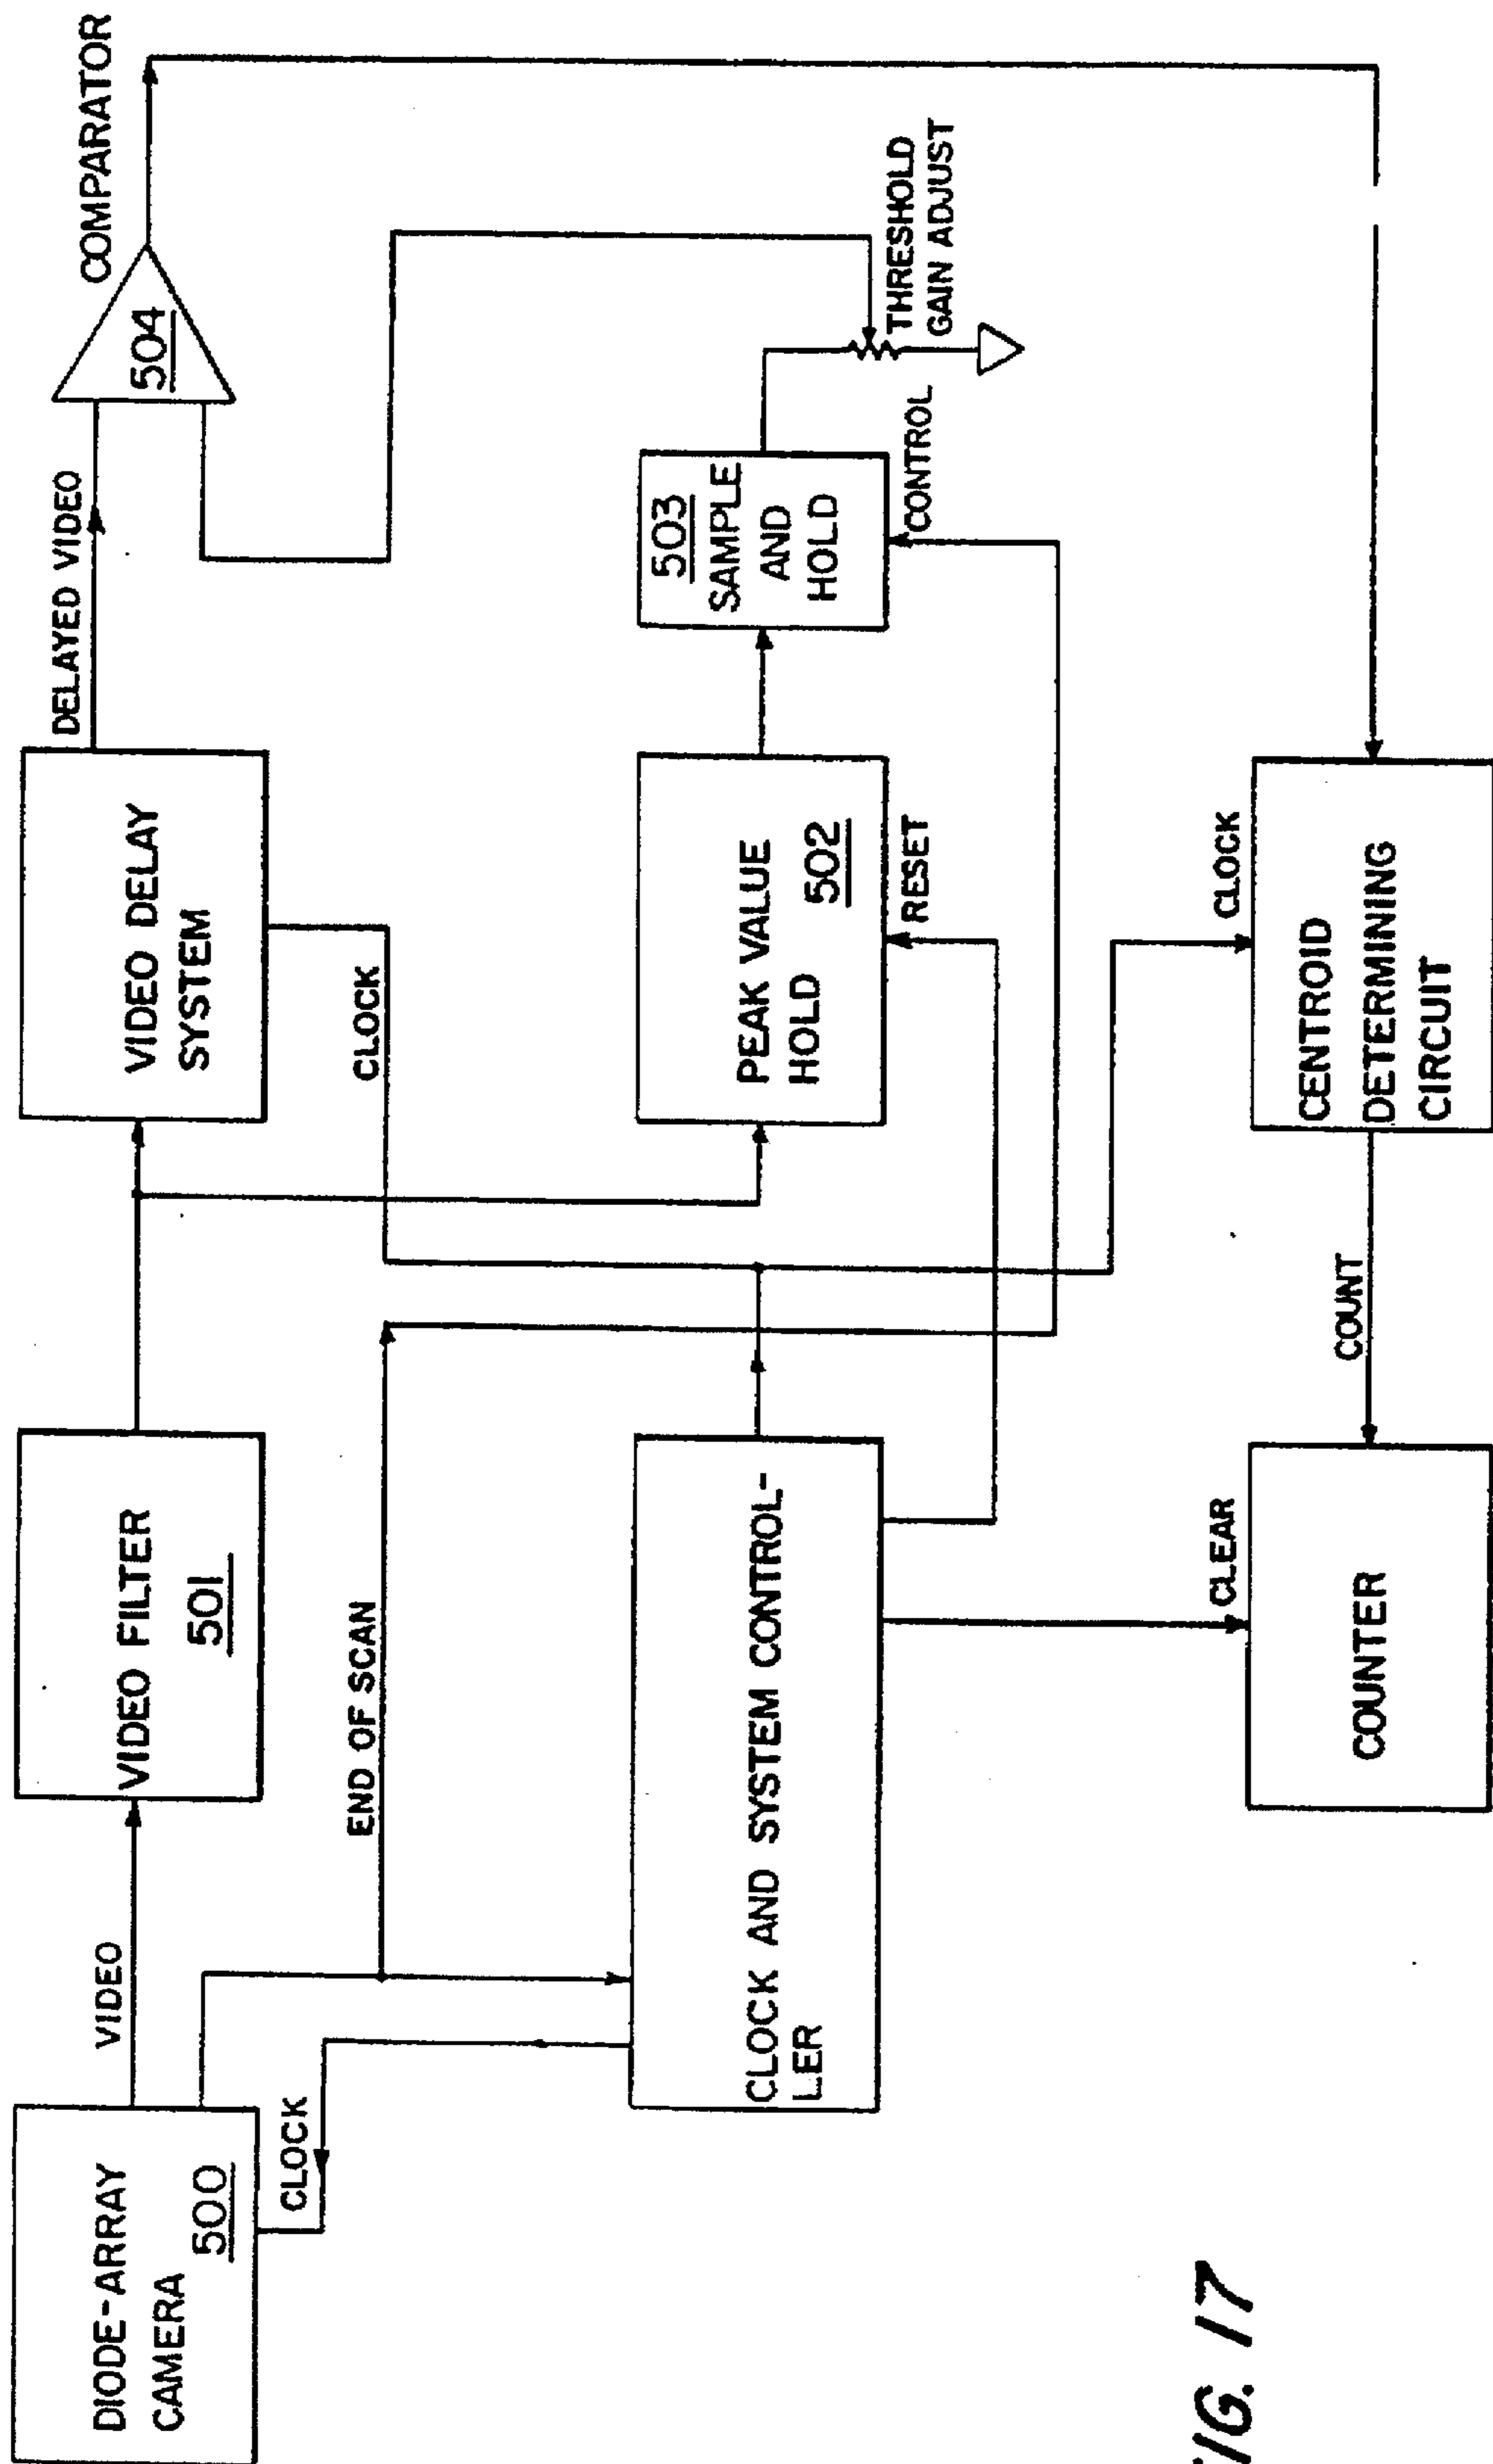 DIODE-ARRAY
CAMERA
500
VIDEO
CLOCK
VIDEO FILTER
501
END OF SCAN
VIDEO DELAY
SYSTEM
CLOCK
DELAYED VIDEO
504
COMPARATOR
CLOCK AND SYSTEM CONTROL-
LER
PEAK VALUE
HOLD
502
RESET
503
SAMPLE
AND
HOLD
CONTROL
THRESHOLD
GAIN ADJUST
CLEAR
COUNTER
COUNT
CLOCK
CENTROID
DETERMINING
CIRCUIT
FIG. 17